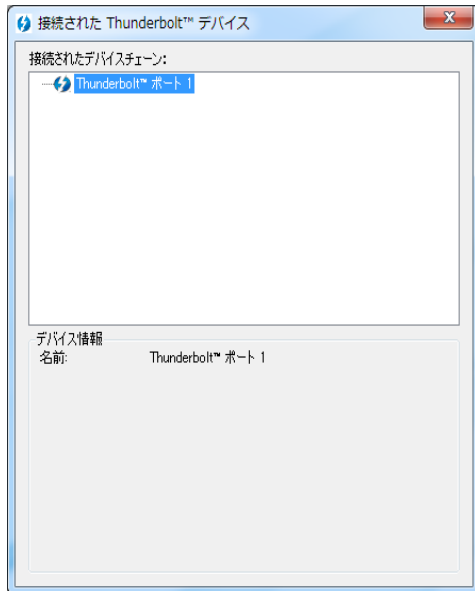 接続された Thunderbolt™ デバイス
接続されたデバイスチェーン:
Thunderbolt™ ポート 1
デバイス情報
名前: Thunderbolt™ ポート 1